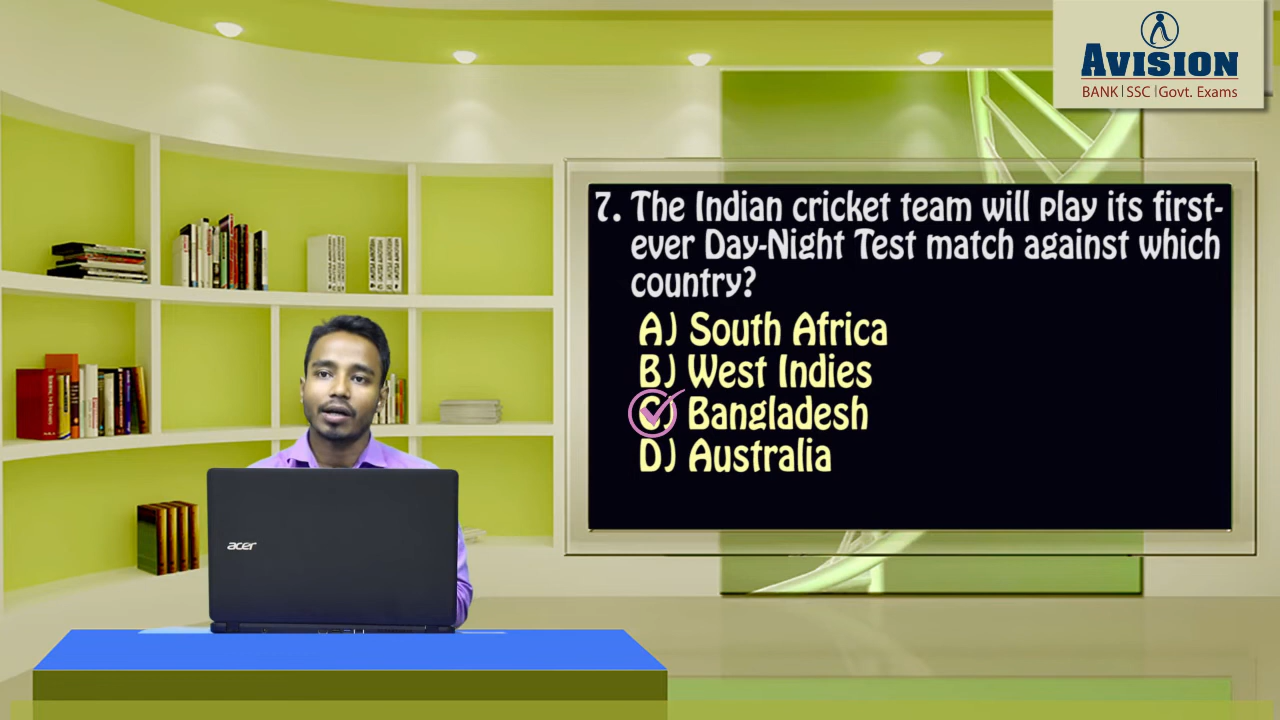 AVISION
BANK | SSC | Govt. Exams
7. The Indian cricket team will play its first-
ever Day-Night Test match against which
country?
A) South Africa
B) West Indies
C) Bangladesh
D) Australia
acer